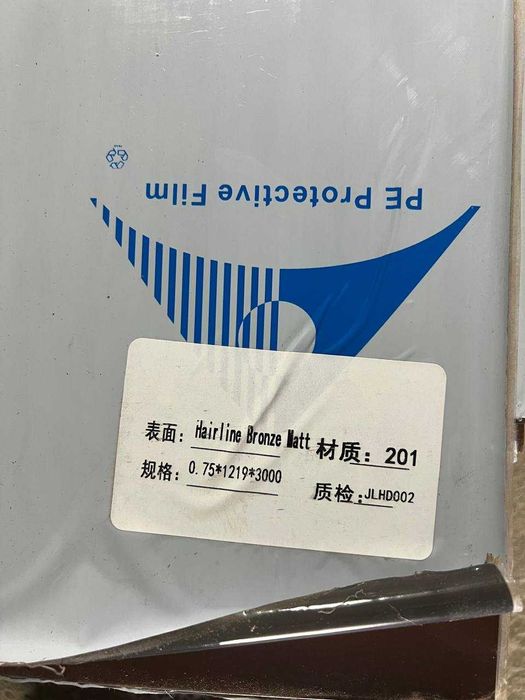 PE Protective Film
表面: Hairline Bronze Matt 材质: 201
规格: 0.75*1219*3000 质检: JLHD002